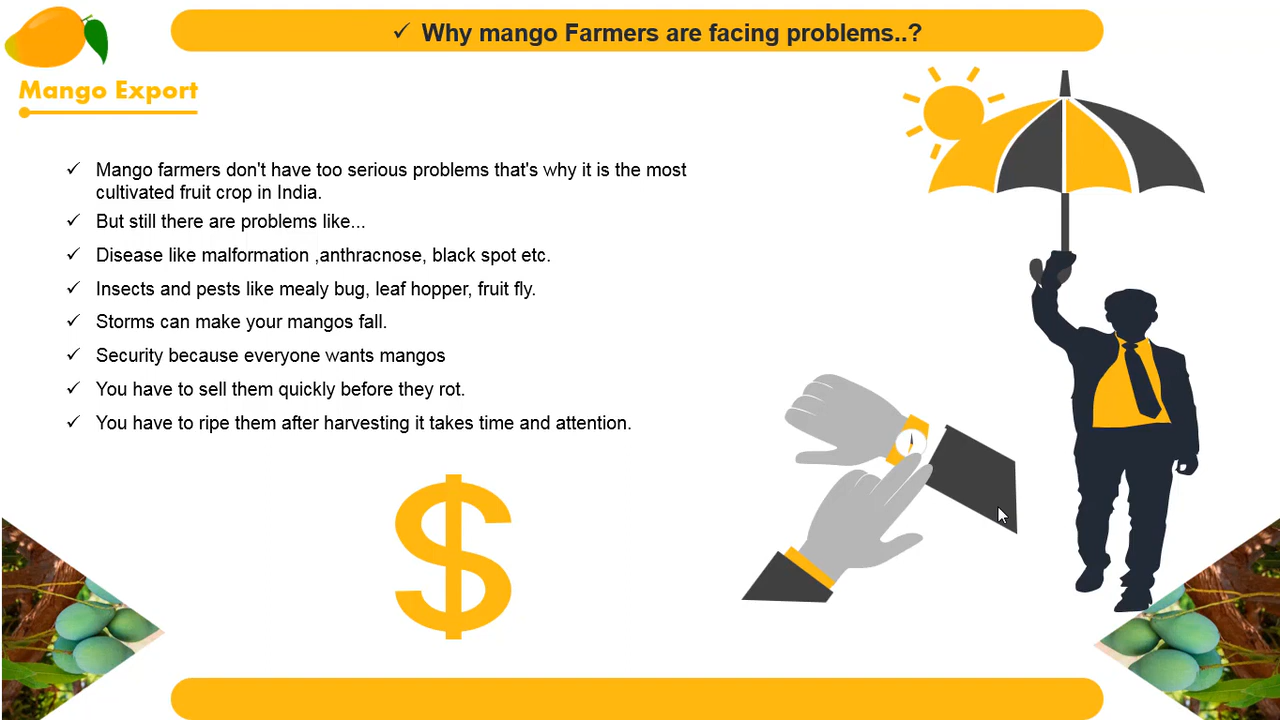 ✓ Why mango Farmers are facing problems..?
Mango Export
✓ Mango farmers don't have too serious problems that's why it is the most
cultivated fruit crop in India.
✓ But still there are problems like...
✓ Disease like malformation ,anthracnose, black spot etc.
✓ Insects and pests like mealy bug, leaf hopper, fruit fly.
✓ Storms can make your mangos fall.
✓ Security because everyone wants mangos
✓ You have to sell them quickly before they rot.
✓ You have to ripe them after harvesting it takes time and attention.
$